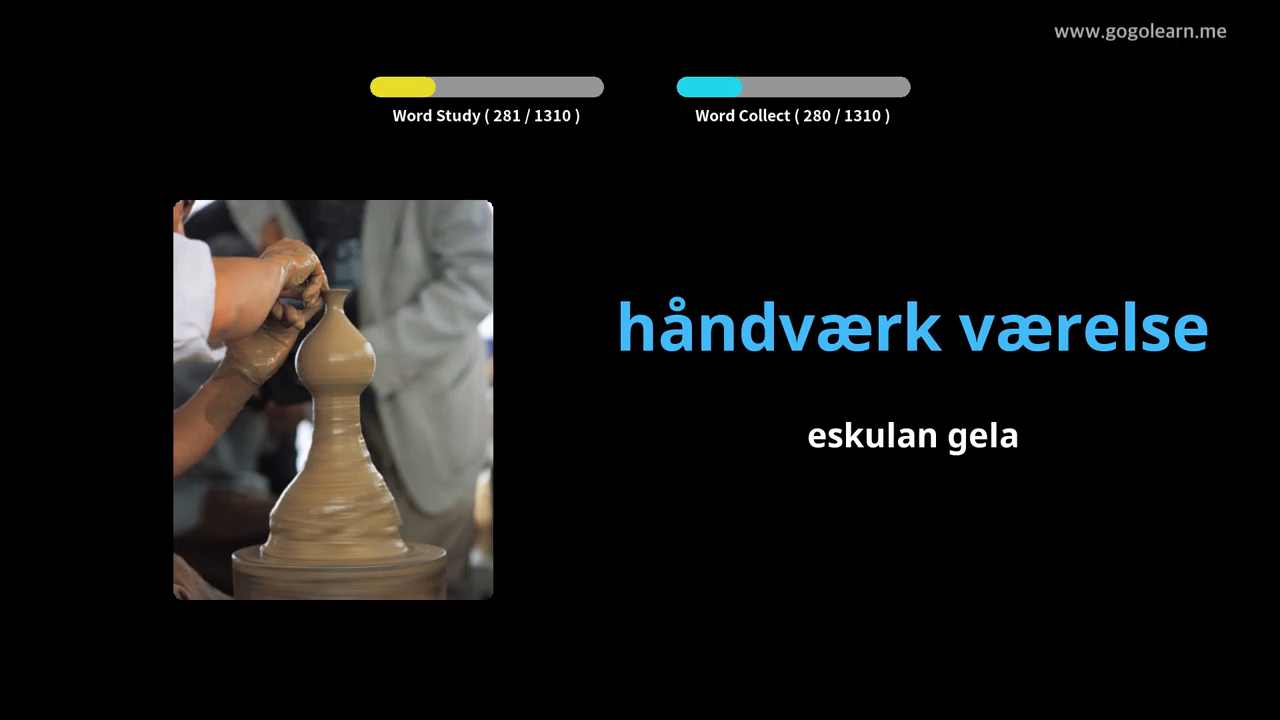 www.gogolearn.me
Word Study ( 281 / 1310 )
Word Collect ( 280 / 1310 )
håndværk værelse
eskulan gela